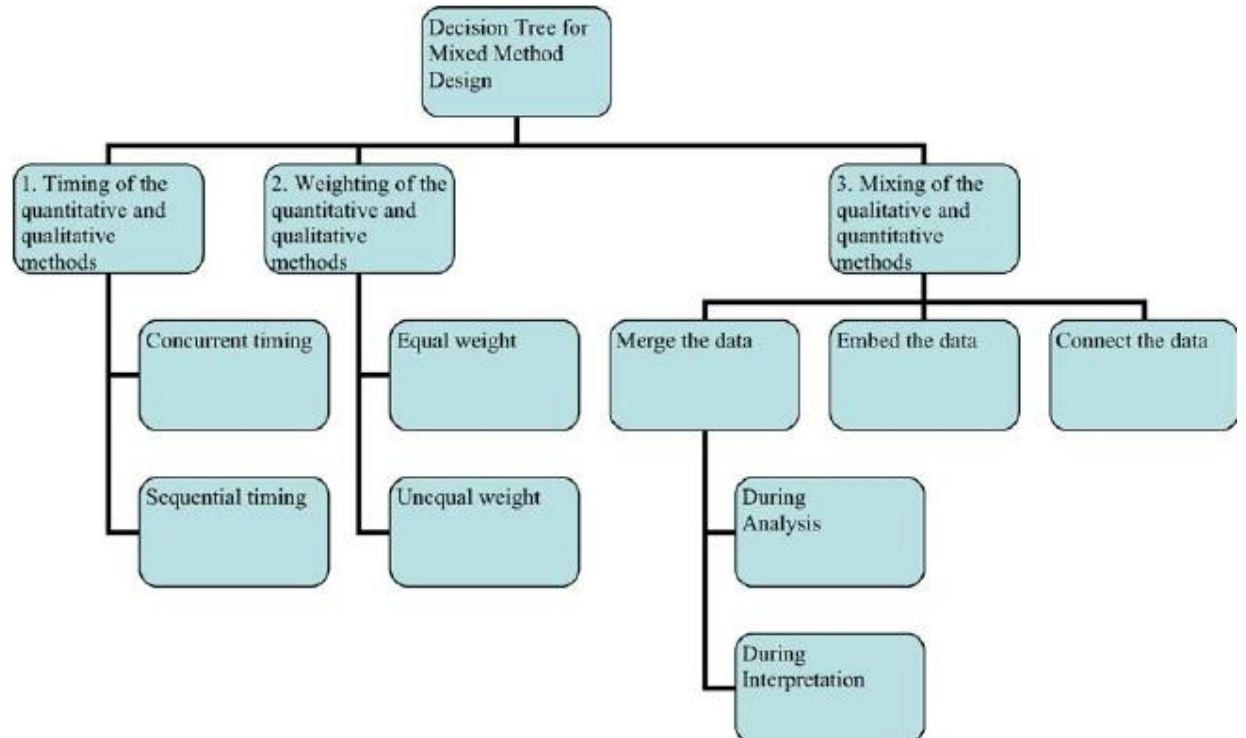 Decision Tree for
Mixed Method
Design
1. Timing of the
quantitative and
qualitative
methods
2. Weighting of the
quantitative and
qualitative
methods
3. Mixing of the
qualitative and
quantitative
methods
Concurrent timing
Equal weight
Merge the data
Embed the data
Connect the data
Sequential timing
Unequal weight
During
Analysis
During
Interpretation